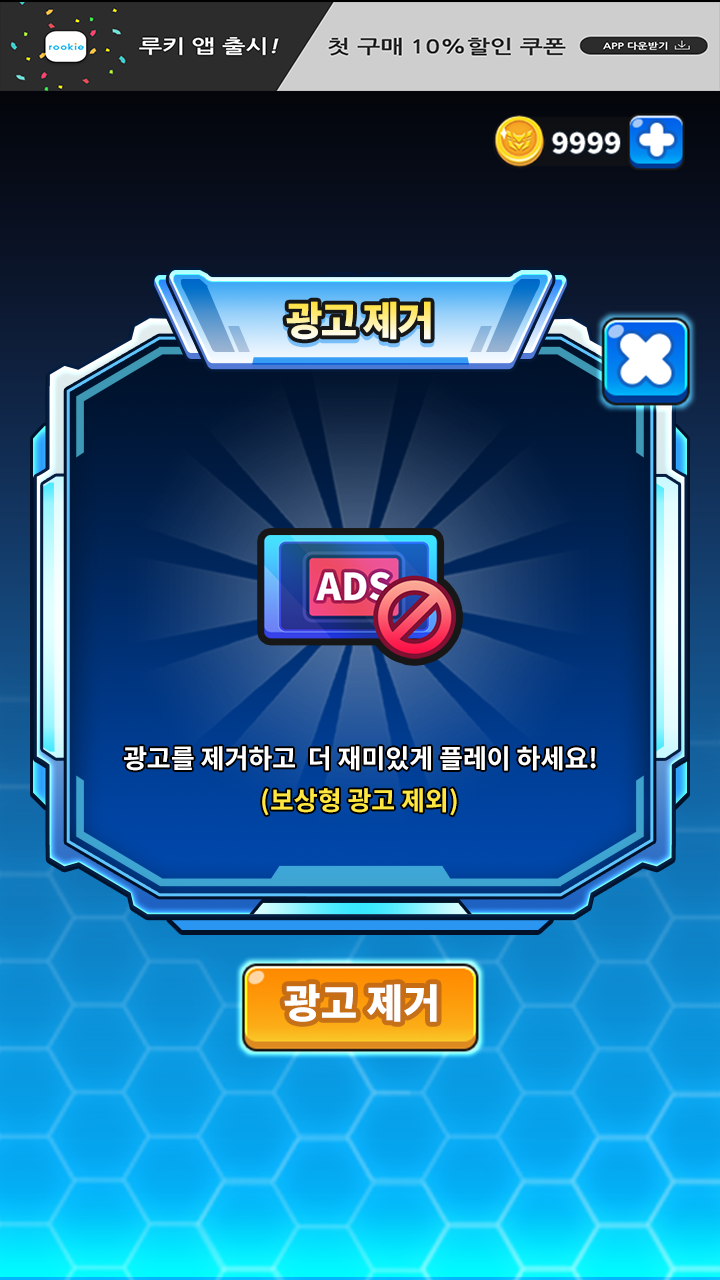 rookie
루키 앱 출시!
첫 구매 10%할인 쿠폰
APP 다운받기
9999
광고 제거
ADS
광고를 제거하고 더 재미있게 플레이 하세요!
(보상형 광고 제외)
광고 제거